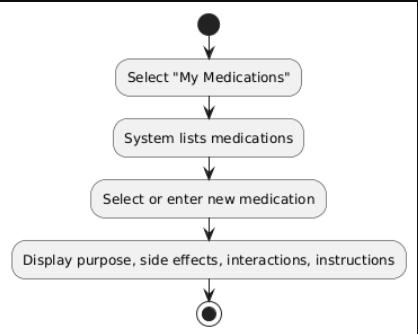 Select "My Medications"
System lists medications
Select or enter new medication
Display purpose, side effects, interactions, instructions